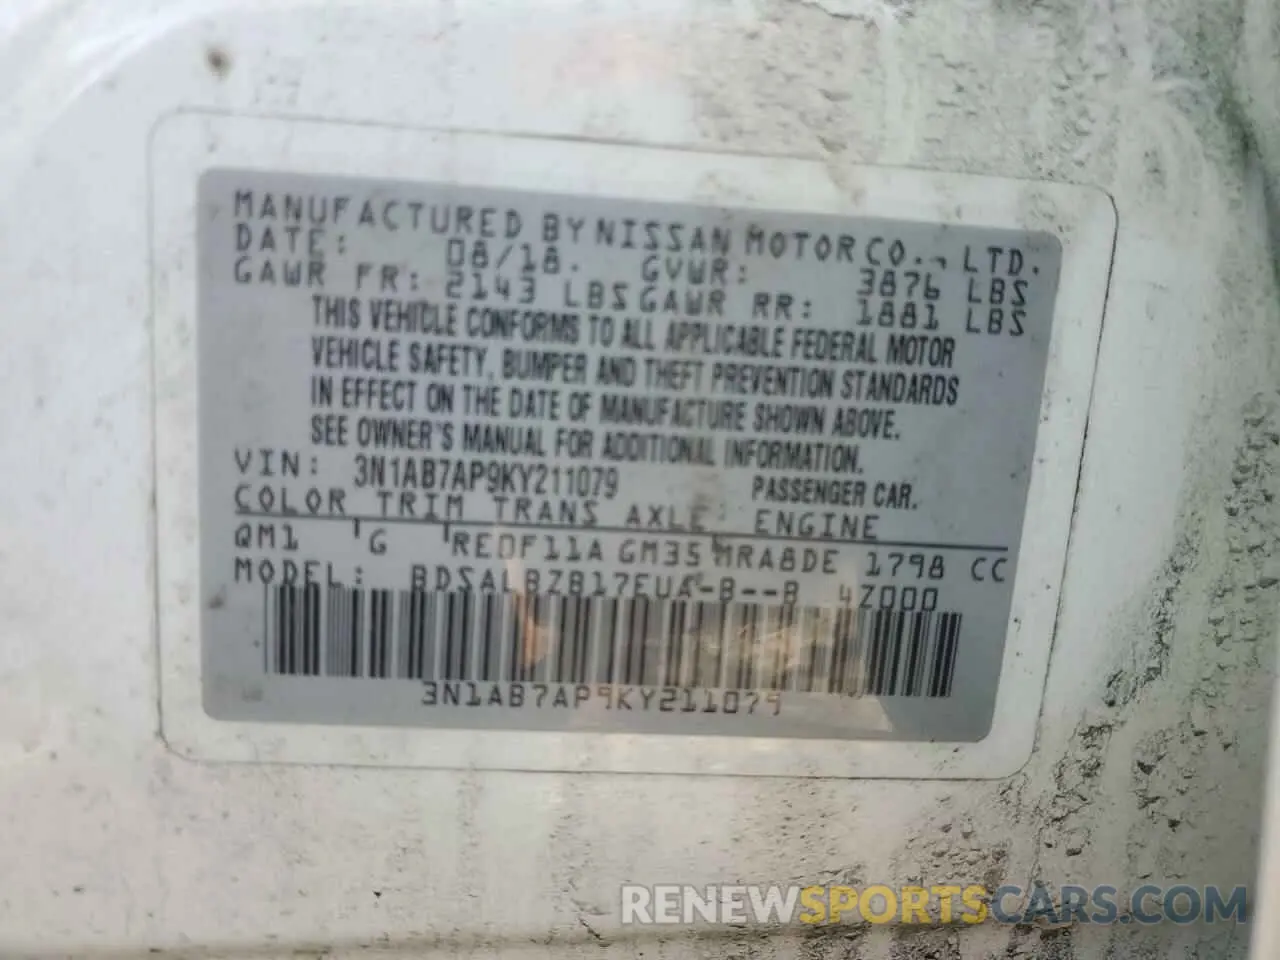 MANUFACTURED BY NISSAN MOTOR CO., LTD.
DATE: 08/18. GVWR: 3876 LBS
GAWR FR: 2143 LBS GAWR RR: 1881 LBS
THIS VEHICLE CONFORMS TO ALL APPLICABLE FEDERAL MOTOR
VEHICLE SAFETY, BUMPER AND THEFT PREVENTION STANDARDS
IN EFFECT ON THE DATE OF MANUFACTURE SHOWN ABOVE.
SEE OWNER'S MANUAL FOR ADDITIONAL INFORMATION.
VIN: 3N1AB7AP9KY211079 PASSENGER CAR.
COLOR TRIM TRANS AXLE ENGINE
QM1 G RE0F11A GM35 MRA8DE 1798 CC
MODEL: BDSALBZB17EUA-B--B 4Z000
3N1AB7AP9KY211079
RENEWSPORTSCARS.COM